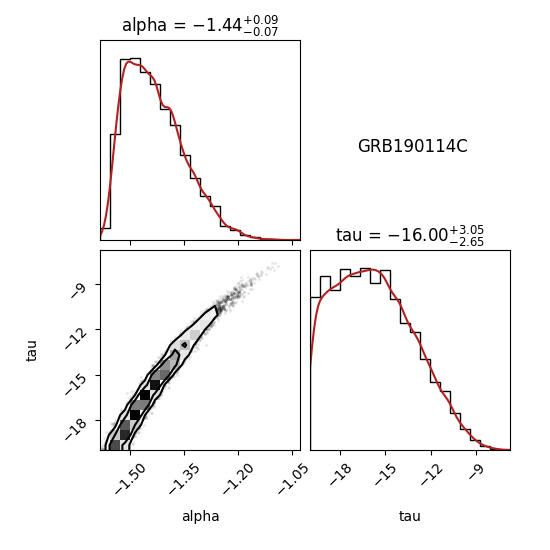 alpha = −1.44 +0.09 −0.07
GRB190114C
tau = −16.00 +3.05 −2.65
tau
−9
−12
−15
−18
−1.50
−1.35
−1.20
−1.05
alpha
−18
−15
−12
−9
tau